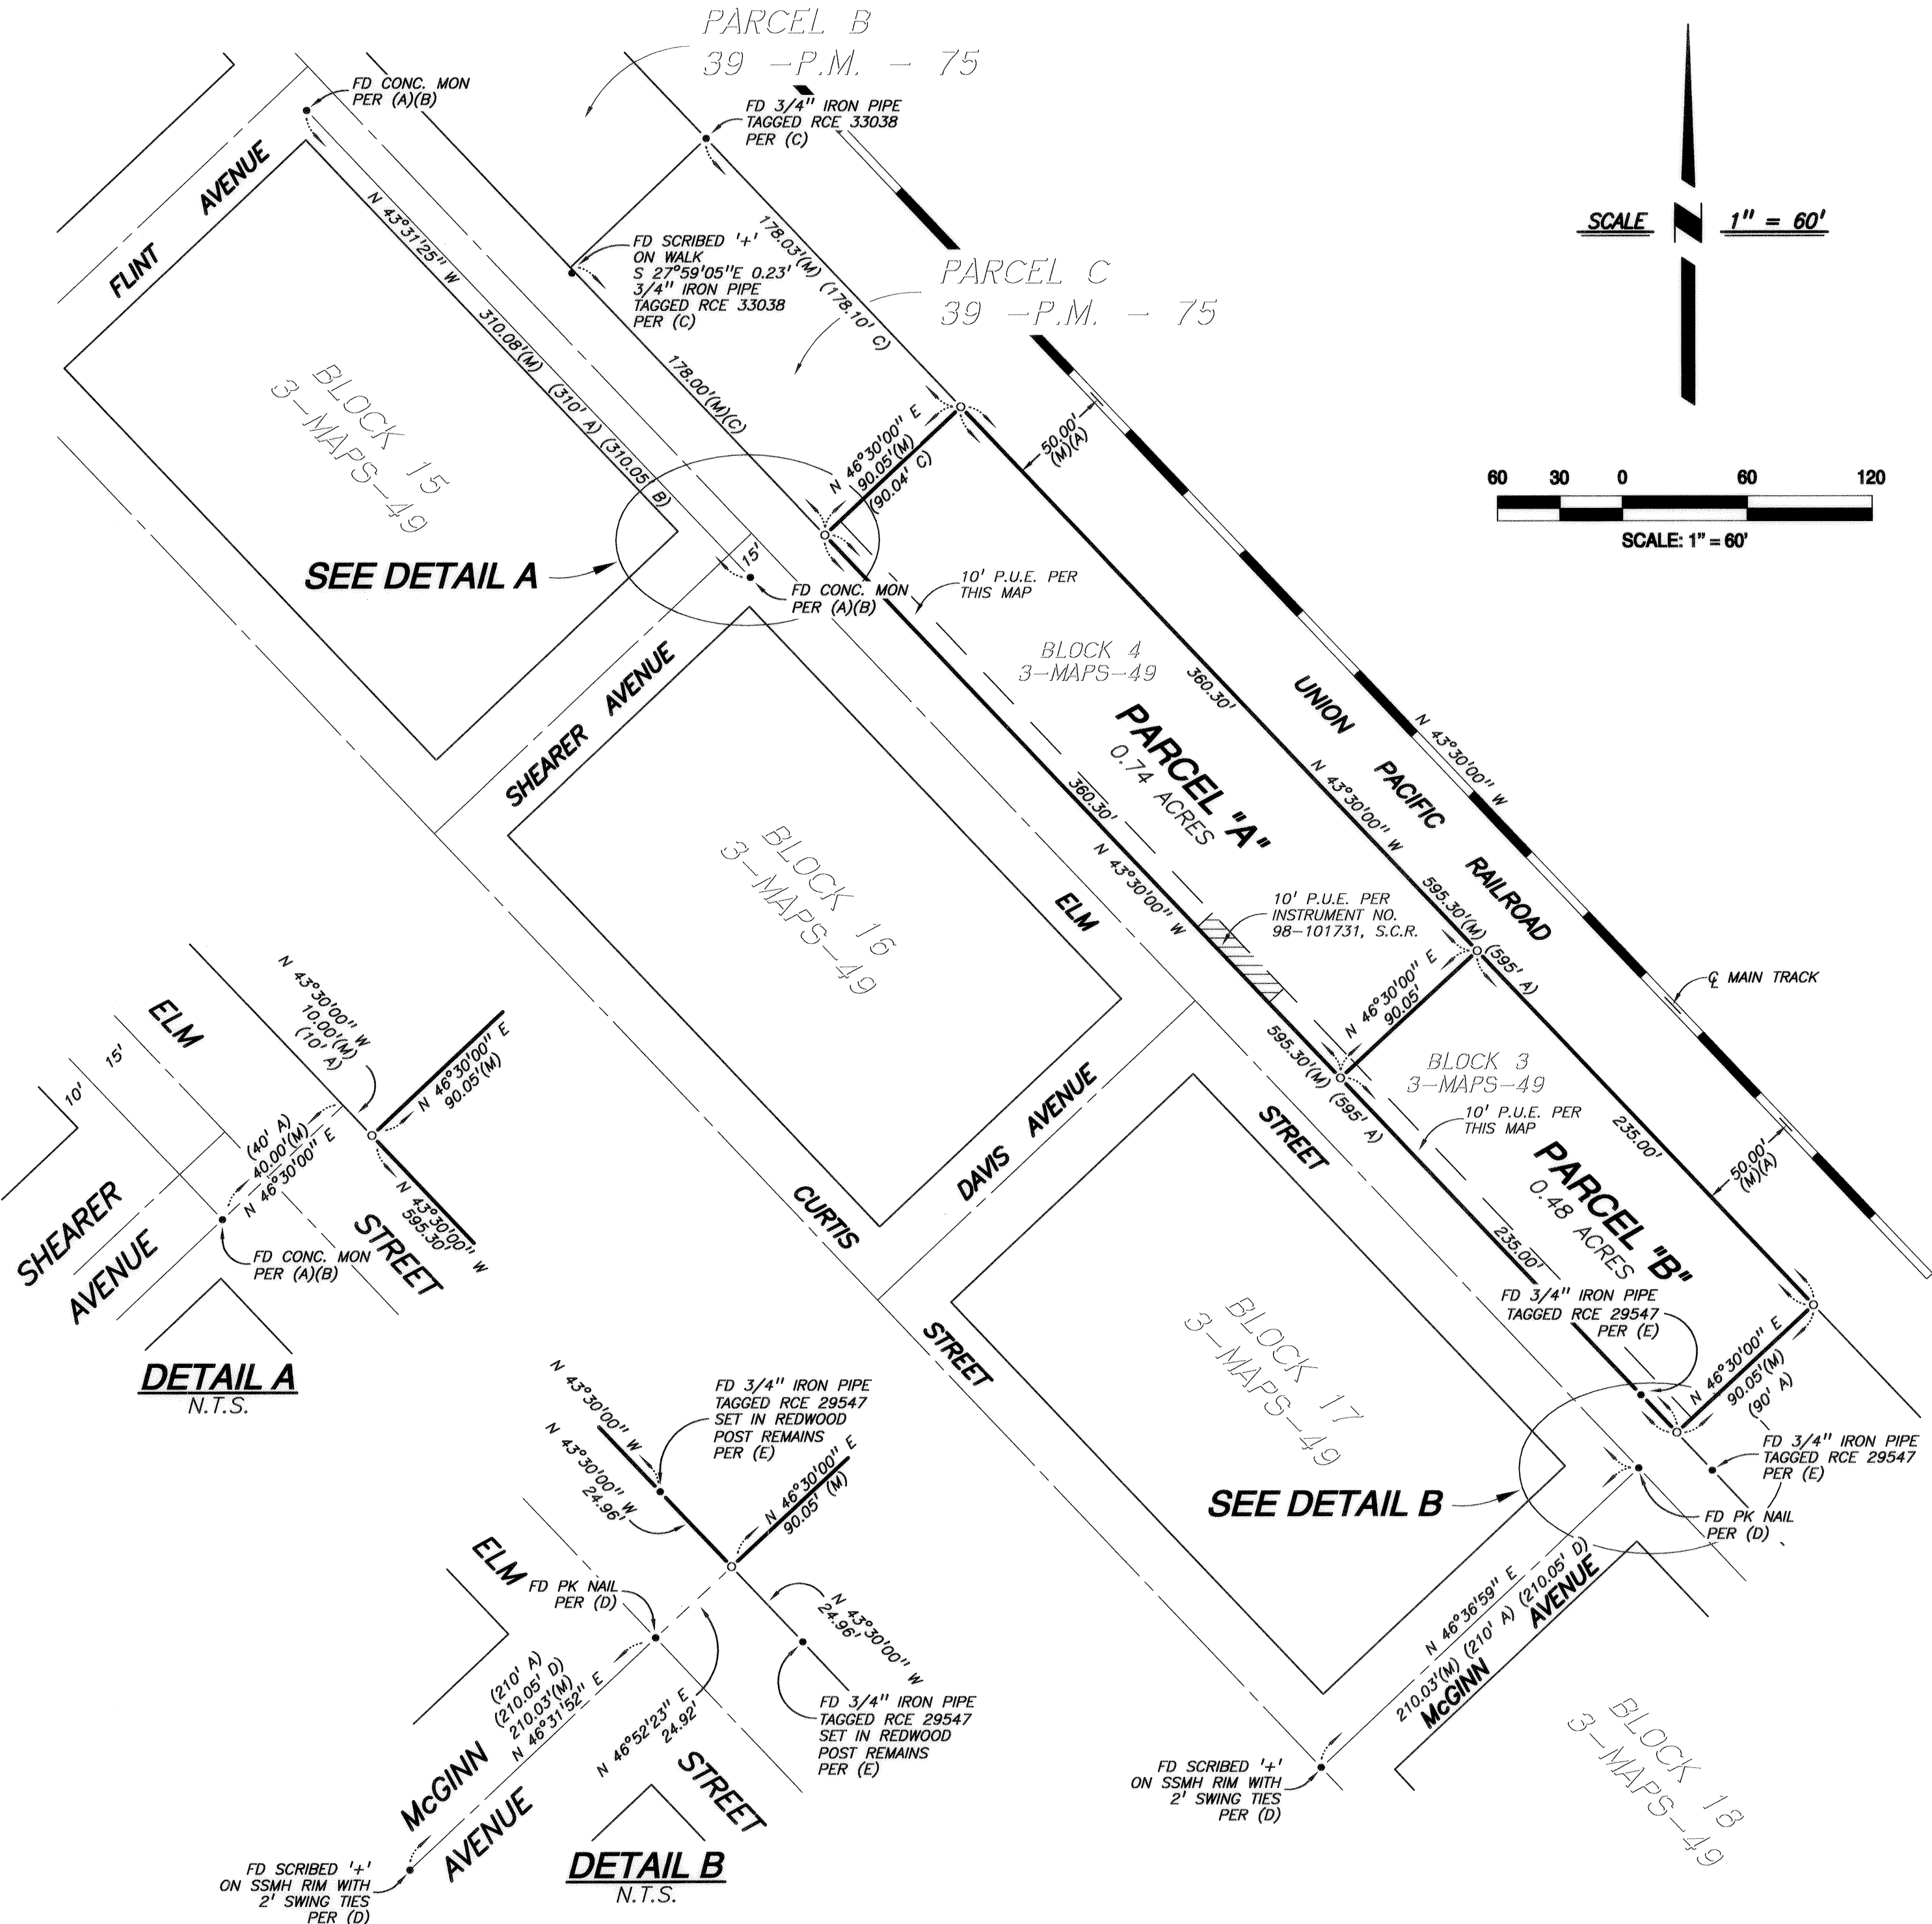 PARCEL B
39 -P.M. - 75
FD CONC. MON
PER (A)(B)
FD 3/4" IRON PIPE
TAGGED RCE 33038
PER (C)
FLINT AVENUE
N 43°31'25" W
310.08'(M) (310' A) (310.05' B)
FD SCRIBED '+'
ON WALK
S 27°59'05"E 0.23'
3/4" IRON PIPE
TAGGED RCE 33038
PER (C)
178.03'(M) (178.10' C)
178.00'(M)(C)
PARCEL C
39 -P.M. - 75
SCALE N 1" = 60'
60 30 0 60 120
SCALE: 1" = 60'
BLOCK 15
3-MAPS-49
N 46°30'00" E
90.05'(M)
(90.04' C)
50.00'
(M)(A)
SEE DETAIL A
15'
FD CONC. MON
PER (A)(B)
10' P.U.E. PER
THIS MAP
BLOCK 4
3-MAPS-49
SHEARER AVENUE
360.30'
UNION PACIFIC RAILROAD
N 43°30'00" W
PARCEL "A"
0.74 ACRES
360.30'
N 43°30'00" W
N 43°30'00" W
595.30'(M) (595' A)
BLOCK 16
3-MAPS-49
ELM
10' P.U.E. PER
INSTRUMENT NO.
98-101731, S.C.R.
N 46°30'00" E
90.05'
℄ MAIN TRACK
595.30'(M) (595' A)
BLOCK 3
3-MAPS-49
10' P.U.E. PER
THIS MAP
DAVIS AVENUE
STREET
235.00'
PARCEL "B"
0.48 ACRES
50.00'
(M)(A)
CURTIS
STREET
235.00'
FD 3/4" IRON PIPE
TAGGED RCE 29547
PER (E)
N 46°30'00" E
90.05'(M)
(90' A)
BLOCK 17
3-MAPS-49
FD 3/4" IRON PIPE
TAGGED RCE 29547
PER (E)
SEE DETAIL B
FD PK NAIL
PER (D)
N 46°36'59" E
210.03'(M) (210' A) (210.05' D)
McGINN AVENUE
FD SCRIBED '+'
ON SSMH RIM WITH
2' SWING TIES
PER (D)
BLOCK 18
3-MAPS-49
ELM
N 43°30'00" W
10.00'(M)
(10' A)
N 46°30'00" E
90.05'(M)
15'
10'
(40' A)
40.00'(M)
N 46°30'00" E
N 43°30'00" W
595.30'
SHEARER
AVENUE
STREET
FD CONC. MON
PER (A)(B)
DETAIL A
N.T.S.
N 43°30'00" W
N 43°30'00" W
24.96'
FD 3/4" IRON PIPE
TAGGED RCE 29547
SET IN REDWOOD
POST REMAINS
PER (E)
N 46°30'00" E
90.05' (M)
ELM
FD PK NAIL
PER (D)
N 43°30'00" W
24.96'
(210' A)
(210.05' D)
210.03'(M)
N 46°31'52" E
N 46°52'23" E
24.92'
FD 3/4" IRON PIPE
TAGGED RCE 29547
SET IN REDWOOD
POST REMAINS
PER (E)
McGINN
AVENUE
STREET
FD SCRIBED '+'
ON SSMH RIM WITH
2' SWING TIES
PER (D)
DETAIL B
N.T.S.